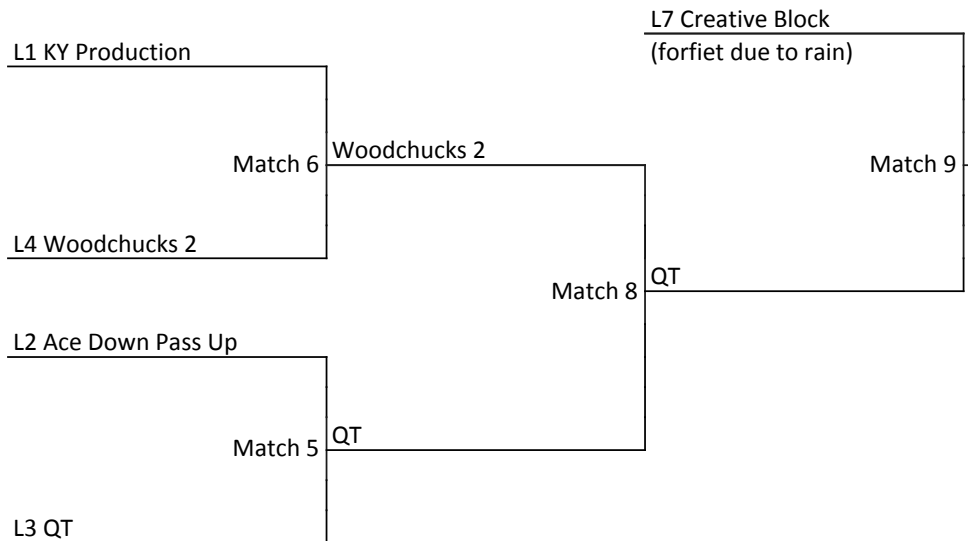 L7 Creative Block
L1 KY Production
(forfiet due to rain)
Match 6
Woodchucks 2
Match 9
L4 Woodchucks 2
Match 8
QT
L2 Ace Down Pass Up
Match 5
QT
L3 QT